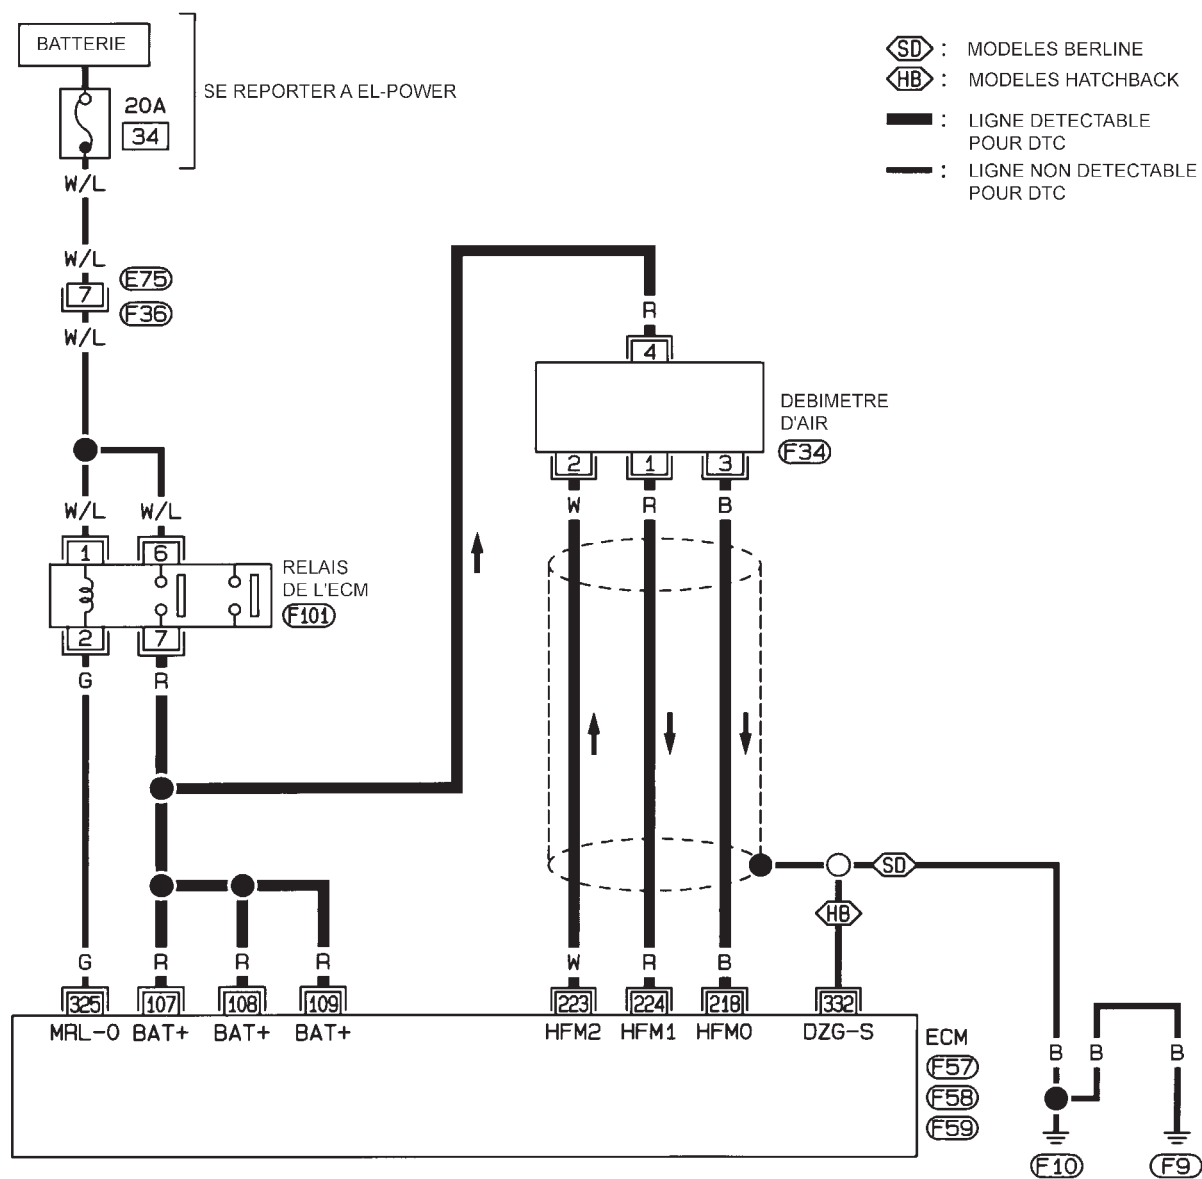 BATTERIE
20A
34
SE REPORTER A EL-POWER
SD : MODELES BERLINE
HB : MODELES HATCHBACK
: LIGNE DETECTABLE
POUR DTC
: LIGNE NON DETECTABLE
POUR DTC
W/L
W/L
7
E75
F36
W/L
R
4
DEBIMETRE
D'AIR
F34
2 1 3
W R B
W/L W/L
1 6
RELAIS
DE L'ECM
F101
2 7
G R
SD
HB
G R R R W R B
325 107 108 109 223 224 218 332
MRL-O BAT+ BAT+ BAT+ HFM2 HFM1 HFM0 DZG-S
ECM
F57
F58
F59
B B B
F10 F9